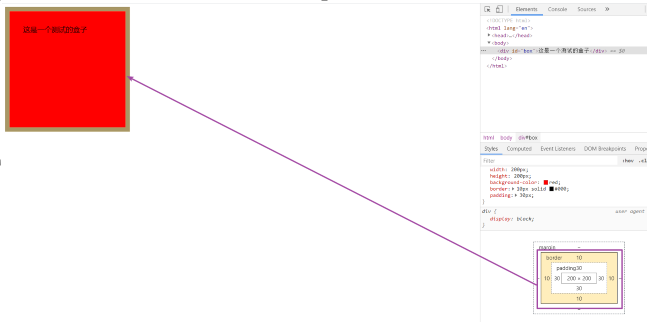 这是一个测试的盒子
Elements Console Sources »
<!DOCTYPE html>
<html lang="en">
<head>…</head>
<body>
<div id="box">这是一个测试的盒子</div> == $0
</body>
</html>
html body div#box
Styles Computed Event Listeners DOM Breakpoints Prope
Filter :hov .cl
width: 200px;
height: 200px;
background-color: red;
border: 10px solid #000;
padding: 30px;
}
div { user agent
display: block;
}
margin -
border 10
padding30
10 30 200 × 200 30 10 -
30
10
-